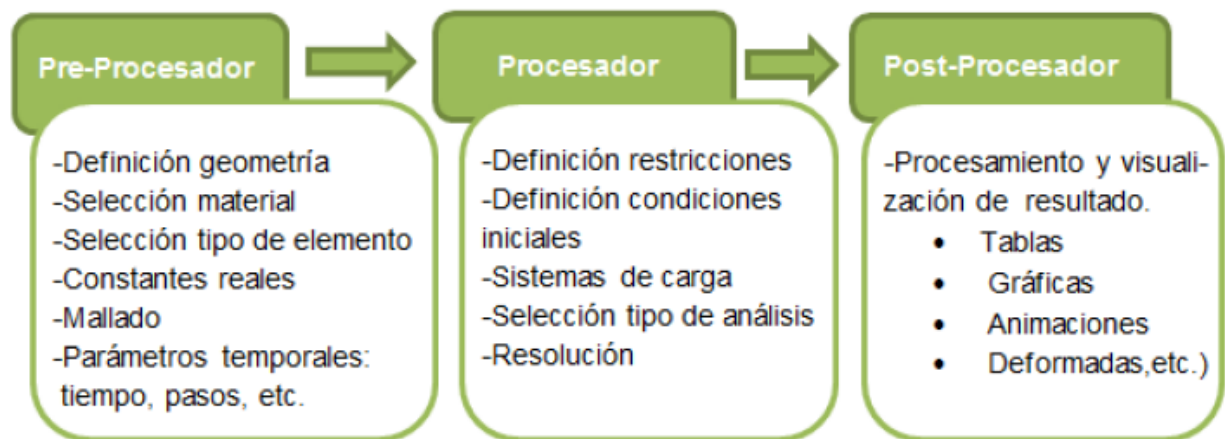 Pre-Procesador
-Definición geometría
-Selección material
-Selección tipo de elemento
-Constantes reales
-Mallado
-Parámetros temporales:
tiempo, pasos, etc.
Procesador
-Definición restricciones
-Definición condiciones
iniciales
-Sistemas de carga
-Selección tipo de análisis
-Resolución
Post-Procesador
-Procesamiento y visuali-
zación de resultado.
• Tablas
• Gráficas
• Animaciones
• Deformadas,etc.)